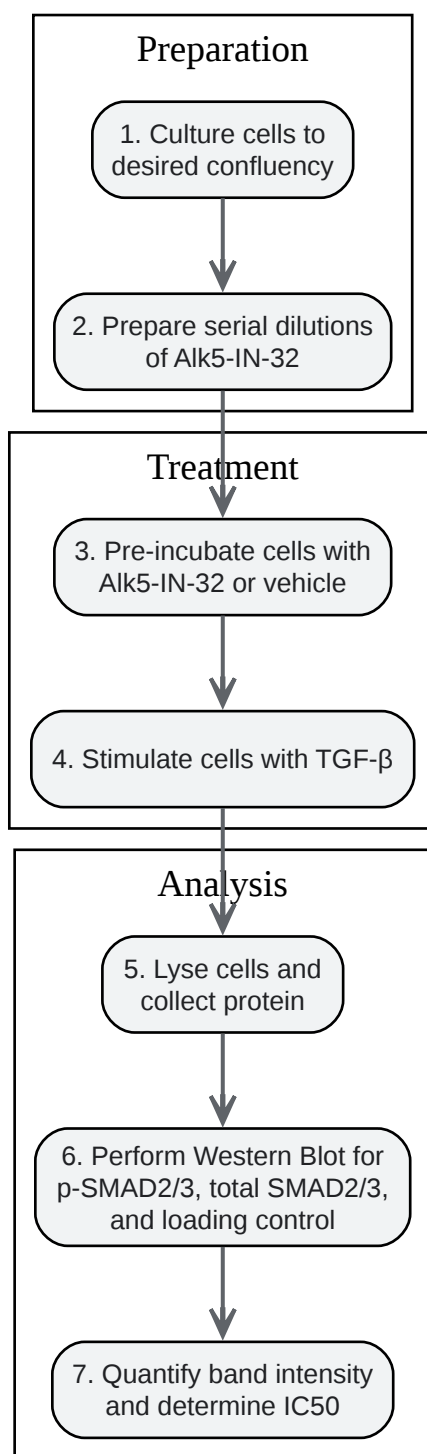 Preparation
1. Culture cells to
desired confluency
2. Prepare serial dilutions
of Alk5-IN-32
Treatment
3. Pre-incubate cells with
Alk5-IN-32 or vehicle
4. Stimulate cells with TGF-β
Analysis
5. Lyse cells and
collect protein
6. Perform Western Blot for
p-SMAD2/3, total SMAD2/3,
and loading control
7. Quantify band intensity
and determine IC50